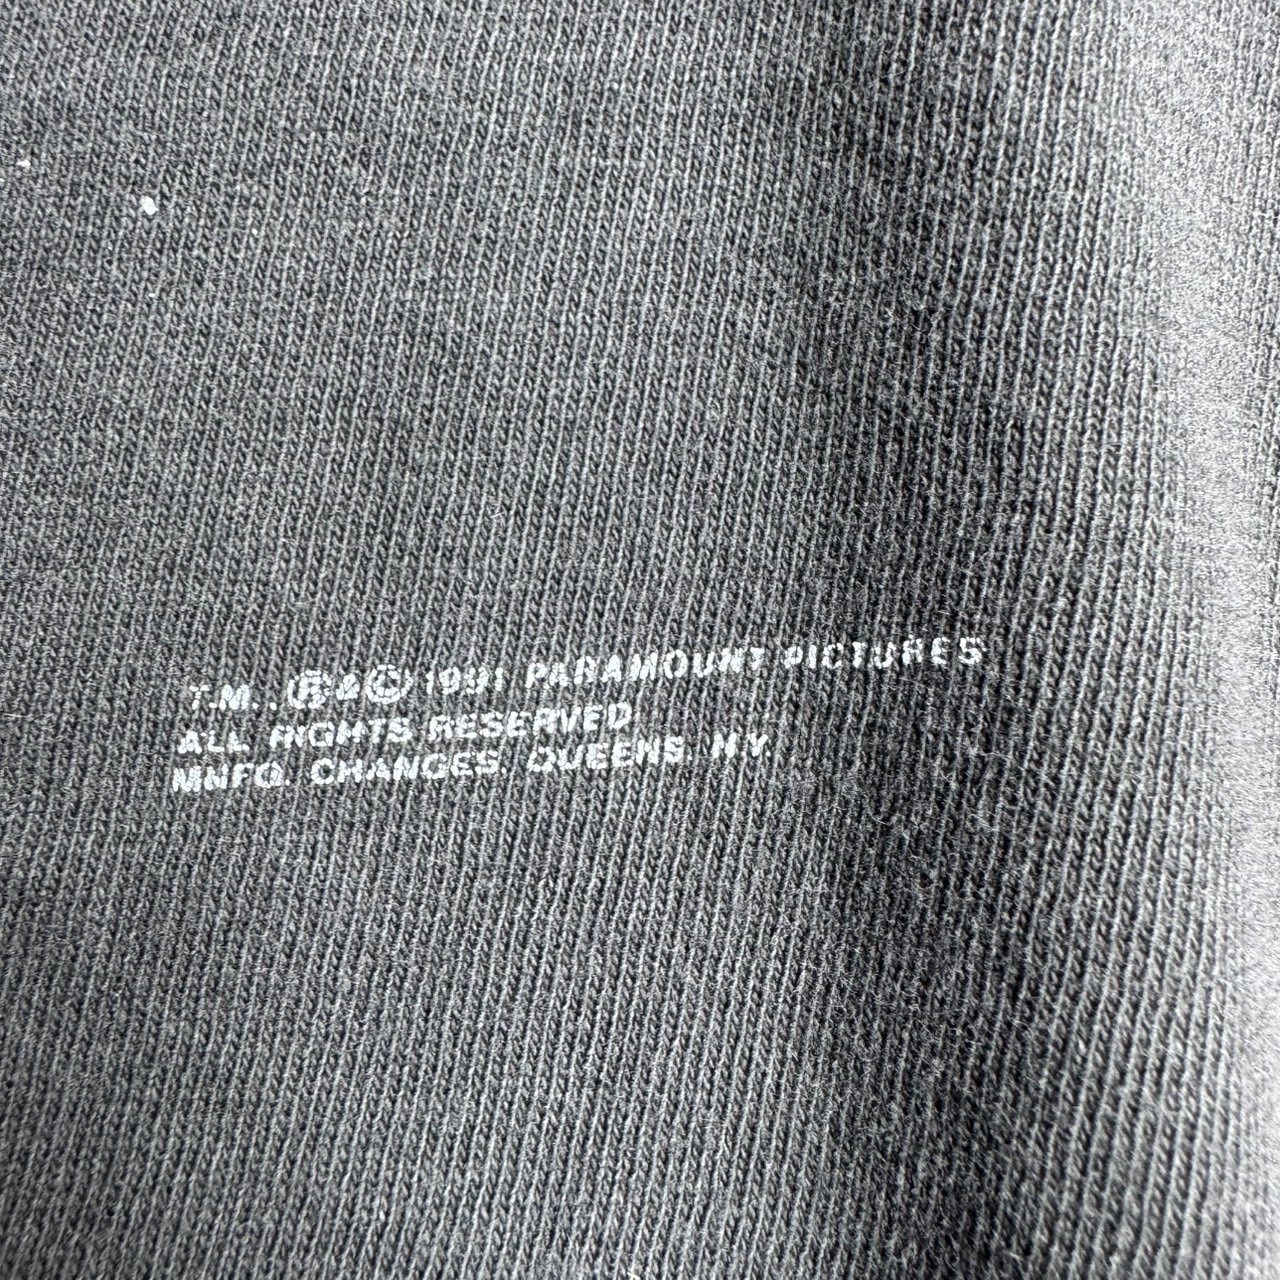 T.M., ® & © 1991 PARAMOUNT PICTURES
ALL RIGHTS RESERVED
MNFG. CHANGES, QUEENS, N.Y.